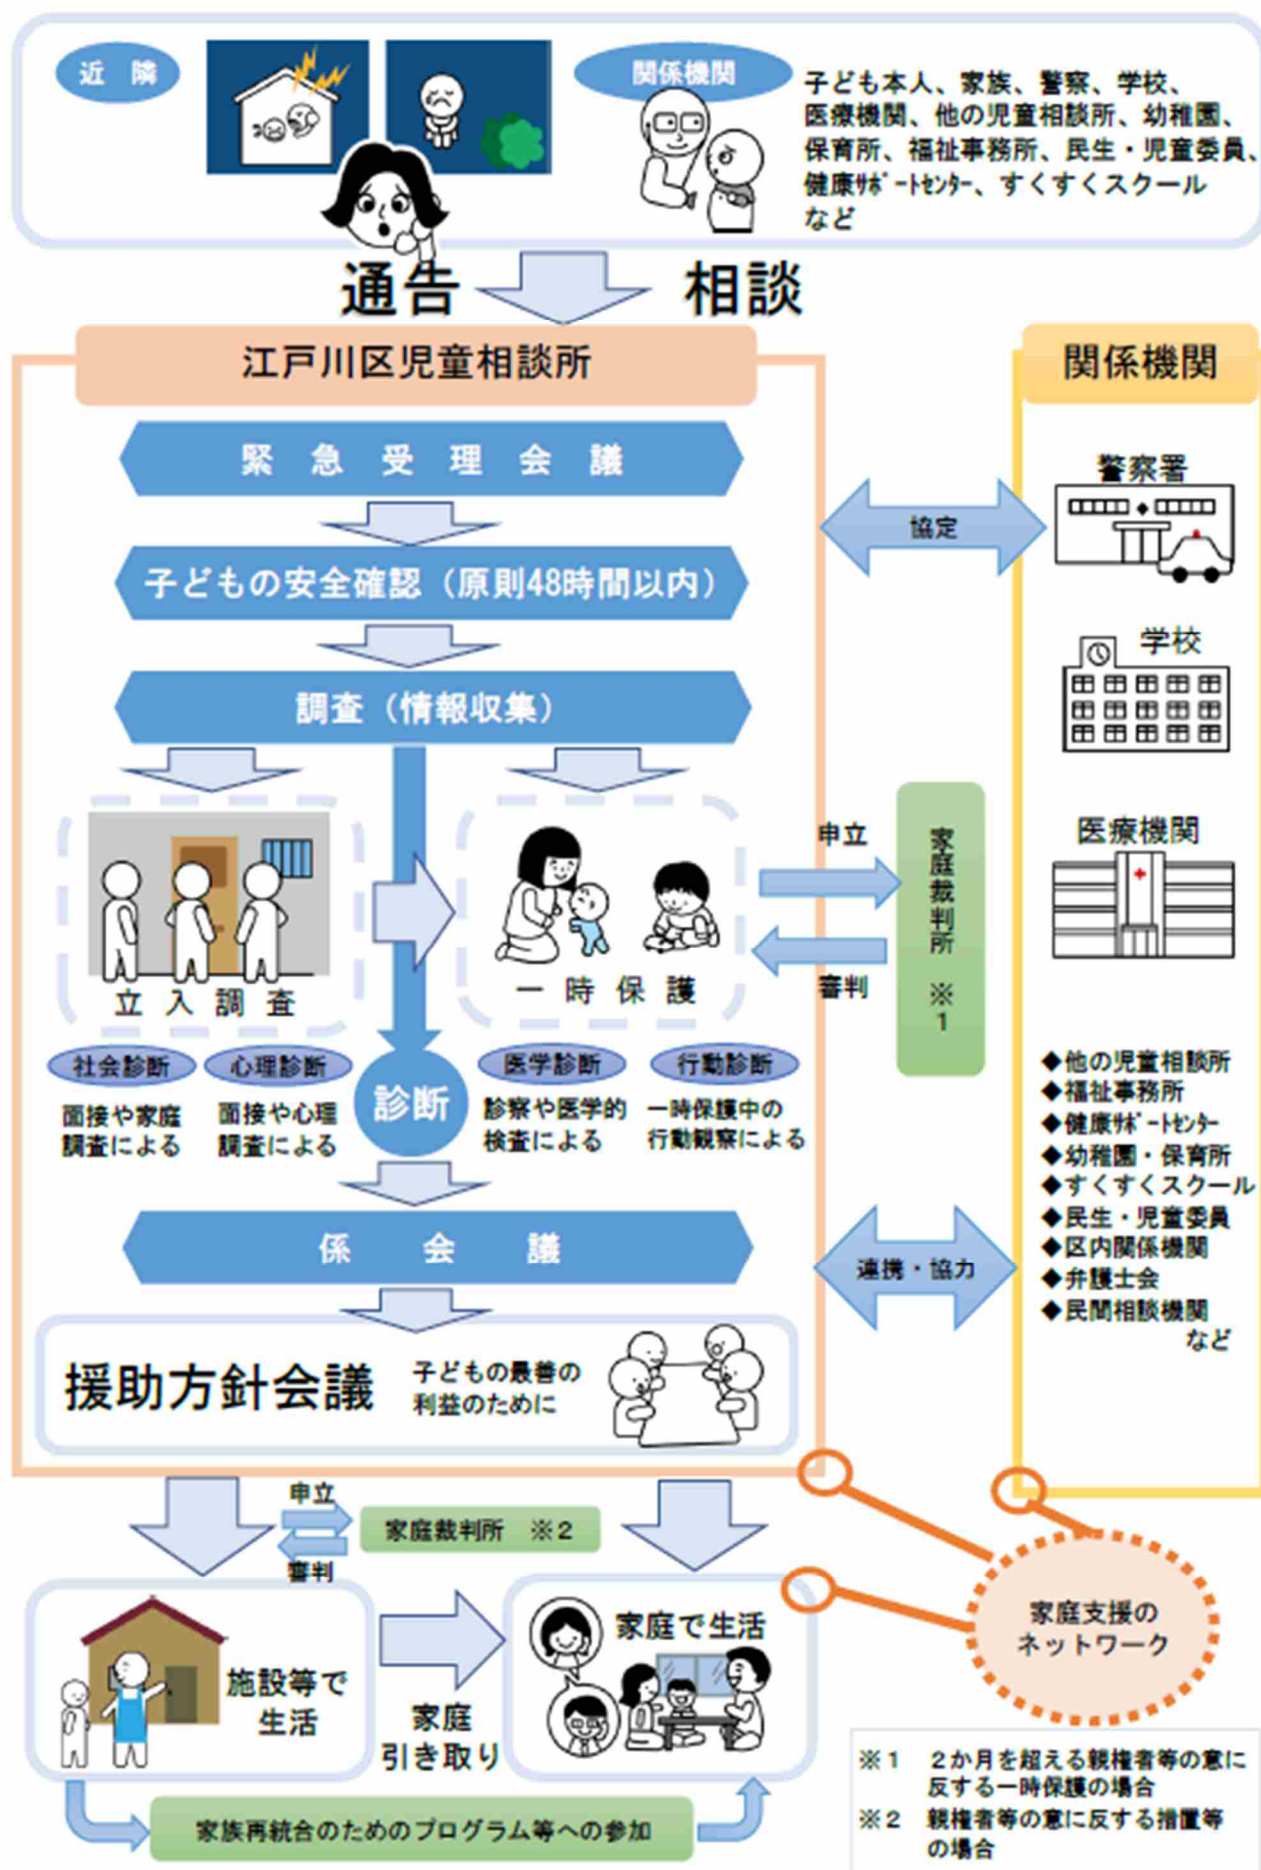 近隣
関係機関
子ども本人、家族、警察、学校、
医療機関、他の児童相談所、幼稚園、
保育所、福祉事務所、民生・児童委員、
健康ｻﾎﾟｰﾄｾﾝﾀｰ、すくすくスクール
など
通告
相談
江戸川区児童相談所
緊急受理会議
子どもの安全確認（原則48時間以内）
調査（情報収集）
立入調査
一時保護
申立
審判
家庭裁判所　※1
社会診断
面接や家庭
調査による
心理診断
面接や心理
調査による
診断
医学診断
診察や医学的
検査による
行動診断
一時保護中の
行動観察による
係会議
援助方針会議
子どもの最善の
利益のために
協定
連携・協力
関係機関
警察署
学校
医療機関
◆他の児童相談所
◆福祉事務所
◆健康ｻﾎﾟｰﾄｾﾝﾀｰ
◆幼稚園・保育所
◆すくすくスクール
◆民生・児童委員
◆区内関係機関
◆弁護士会
◆民間相談機関
など
申立
審判
家庭裁判所　※２
施設等で
生活
家庭
引き取り
家庭で生活
家族再統合のためのプログラム等への参加
家庭支援の
ネットワーク
※１　２か月を超える親権者等の意に
反する一時保護の場合
※２　親権者等の意に反する措置等
の場合